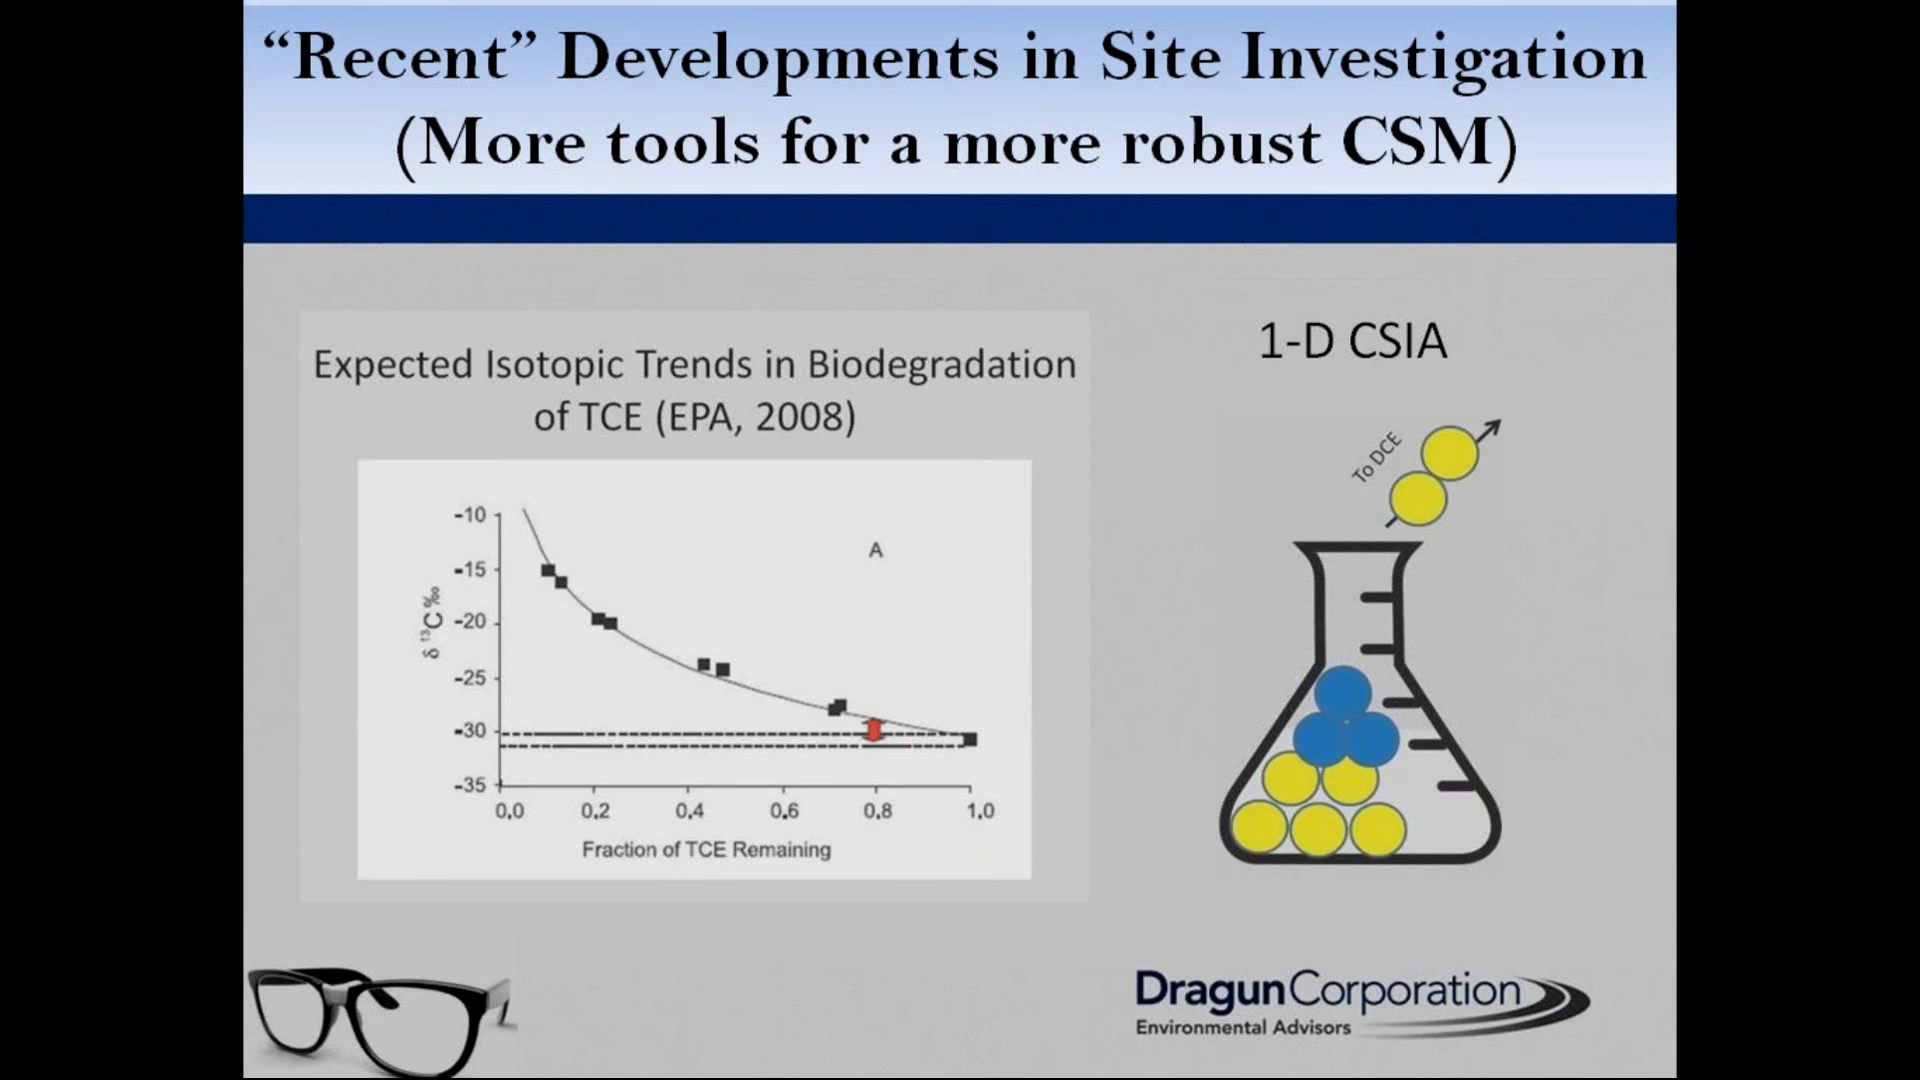 “Recent” Developments in Site Investigation
(More tools for a more robust CSM)
Expected Isotopic Trends in Biodegradation
of TCE (EPA, 2008)
-10
-15
-20
-25
-30
-35
δ ¹³C ‰
A
0,0 0,2 0,4 0,6 0,8 1,0
Fraction of TCE Remaining
1-D CSIA
To DCE
DragunCorporation
Environmental Advisors